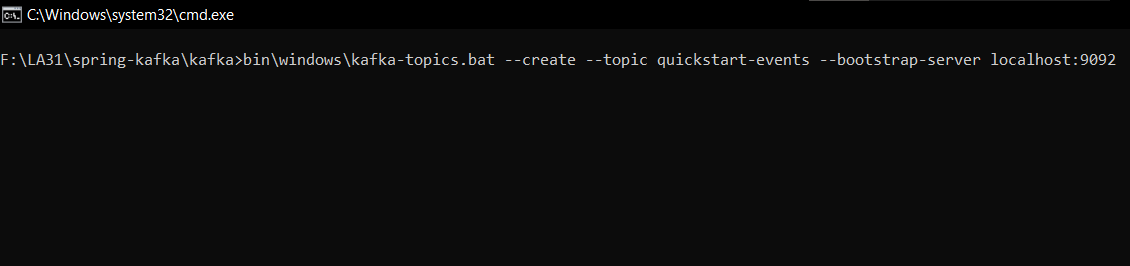 C:\Windows\system32\cmd.exe
F:\LA31\spring-kafka\kafka>bin\windows\kafka-topics.bat --create --topic quickstart-events --bootstrap-server localhost:9092